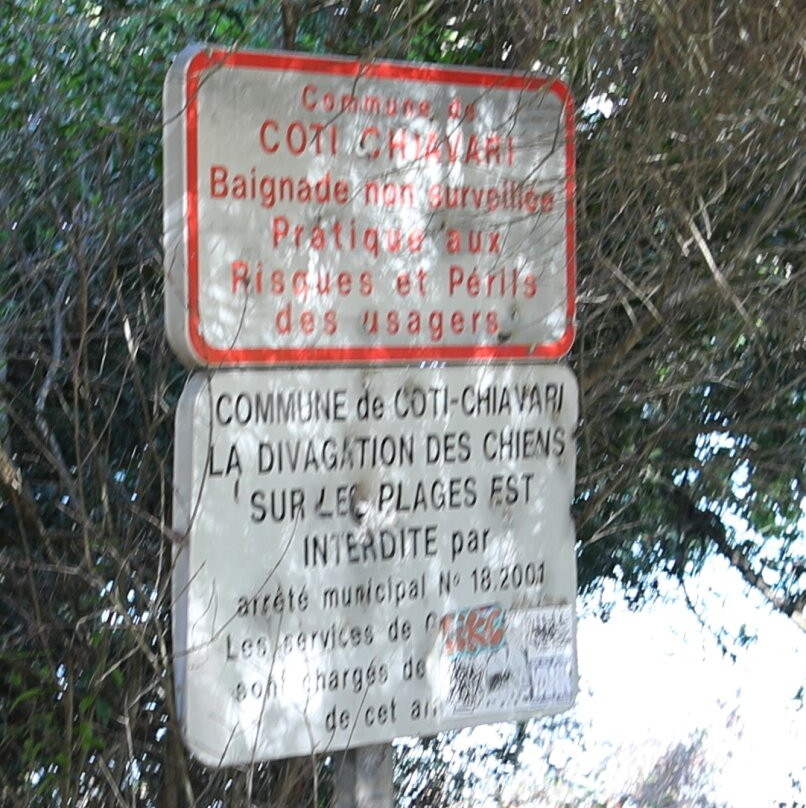 Commune de
COTI CHIAVARI
Baignade non surveillée
Pratique aux
Risques et Périls
des usagers
COMMUNE de COTI-CHIAVARI
LA DIVAGATION DES CHIENS
SUR LES PLAGES EST
INTERDITE par
arrêté municipal N° 18.2001
Les services de
sont chargés de
de cet